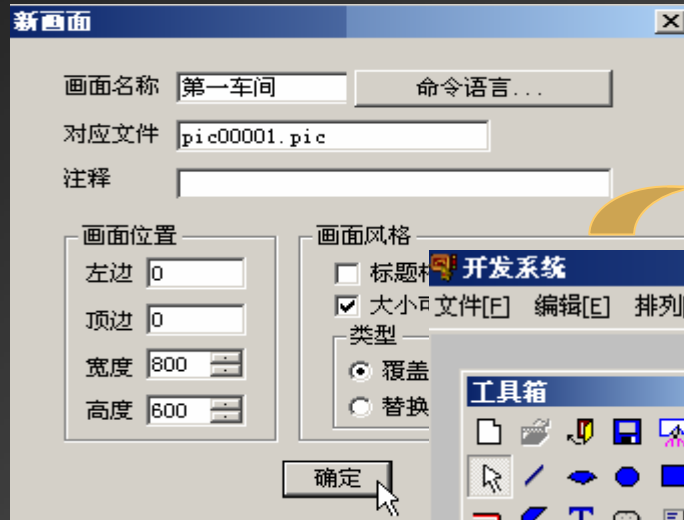 新画面
画面名称 第一车间 命令语言...
对应文件 pic00001.pic
注释
画面位置
左边 0
顶边 0
宽度 800
高度 600
画面风格
标题
大小可
类型
覆盖
替换
确定
开发系统
文件[F] 编辑[E] 排列
工具箱
T